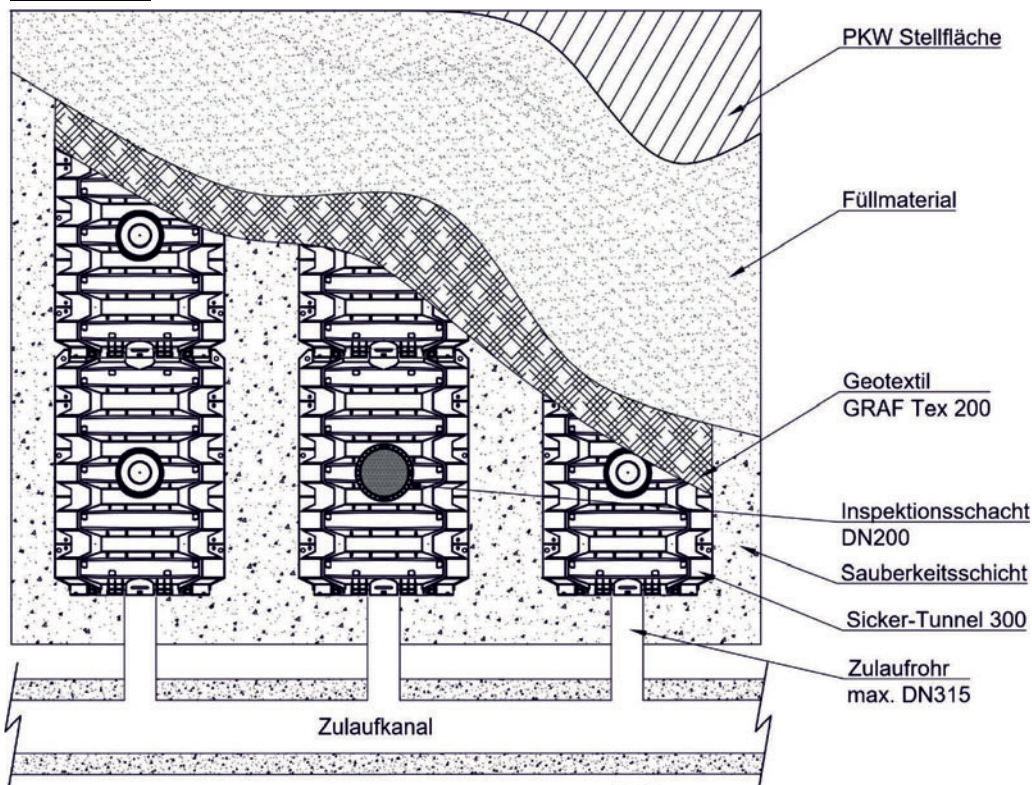 PKW Stellfläche
Füllmaterial
Geotextil
GRAF Tex 200
Inspektionsschacht
DN200
Sauberkeitsschicht
Sicker-Tunnel 300
Zulaufrohr
max. DN315
Zulaufkanal